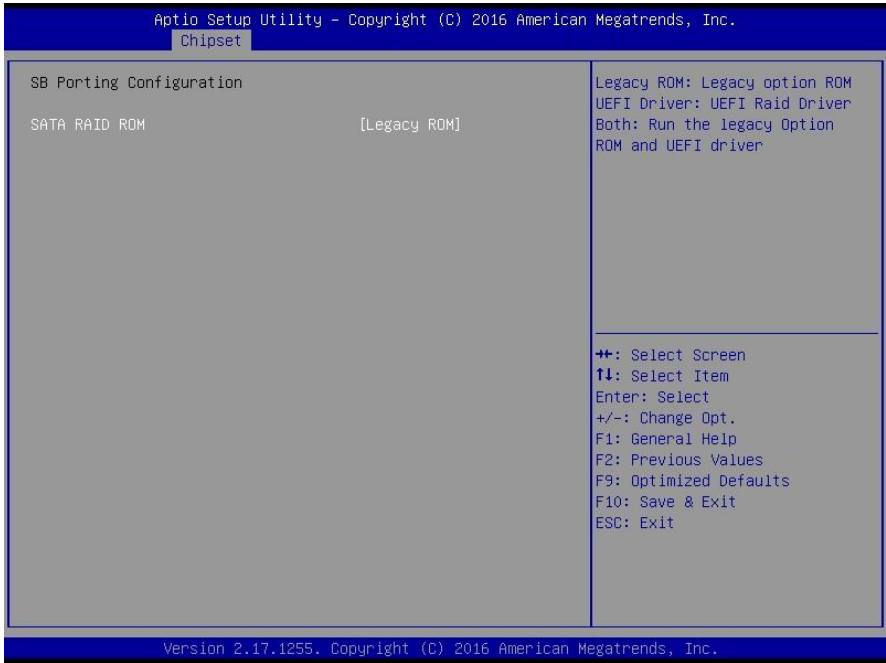 Aptio Setup Utility – Copyright (C) 2016 American Megatrends, Inc.
Chipset
SB Porting Configuration
SATA RAID ROM [Legacy ROM]
Legacy ROM: Legacy option ROM
UEFI Driver: UEFI Raid Driver
Both: Run the legacy Option
ROM and UEFI driver
→←: Select Screen
↑↓: Select Item
Enter: Select
+/-: Change Opt.
F1: General Help
F2: Previous Values
F9: Optimized Defaults
F10: Save & Exit
ESC: Exit
Version 2.17.1255. Copyright (C) 2016 American Megatrends, Inc.